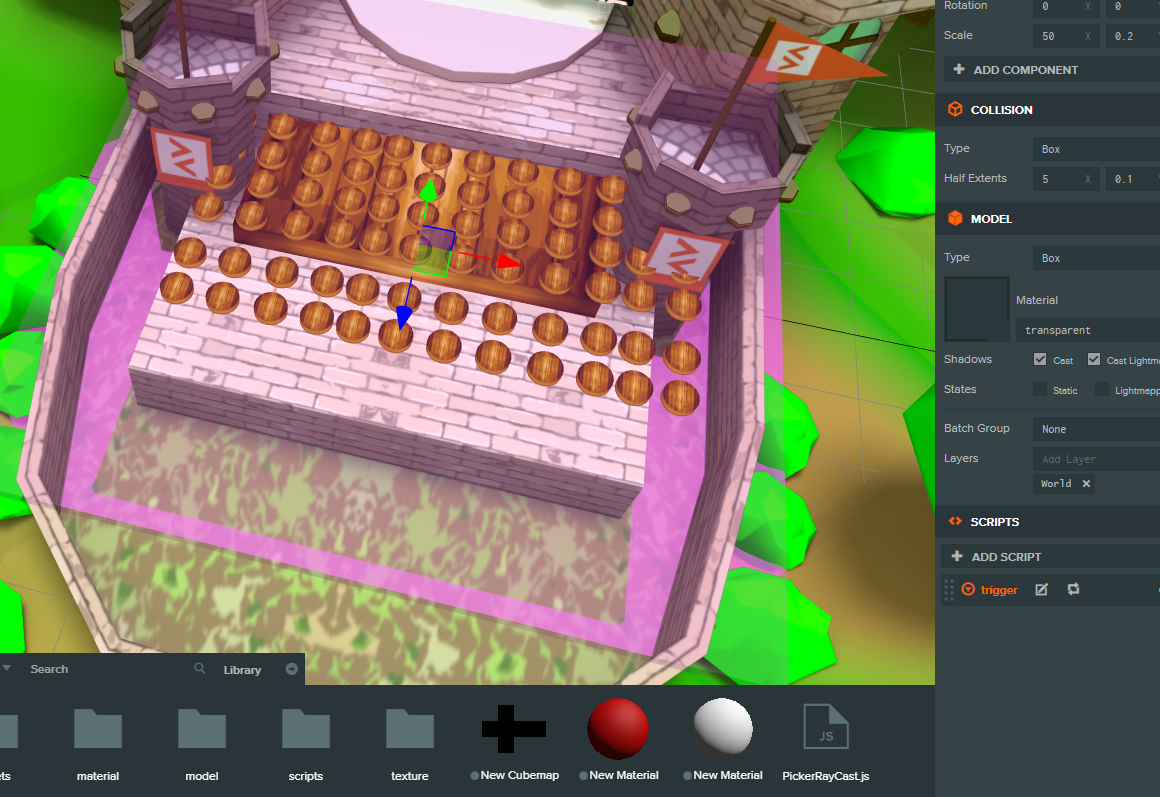 Rotation 0 X 0
Scale 50 X 0.2
+ ADD COMPONENT
COLLISION
Type Box
Half Extents 5 X 0.1
MODEL
Type Box
Material
transparent
Shadows Cast Cast Lightm
States Static Lightmapp
Batch Group None
Layers Add Layer
World ×
SCRIPTS
+ ADD SCRIPT
trigger
Search Library
ets material model scripts texture New Cubemap New Material New Material PickerRayCast.js
JS